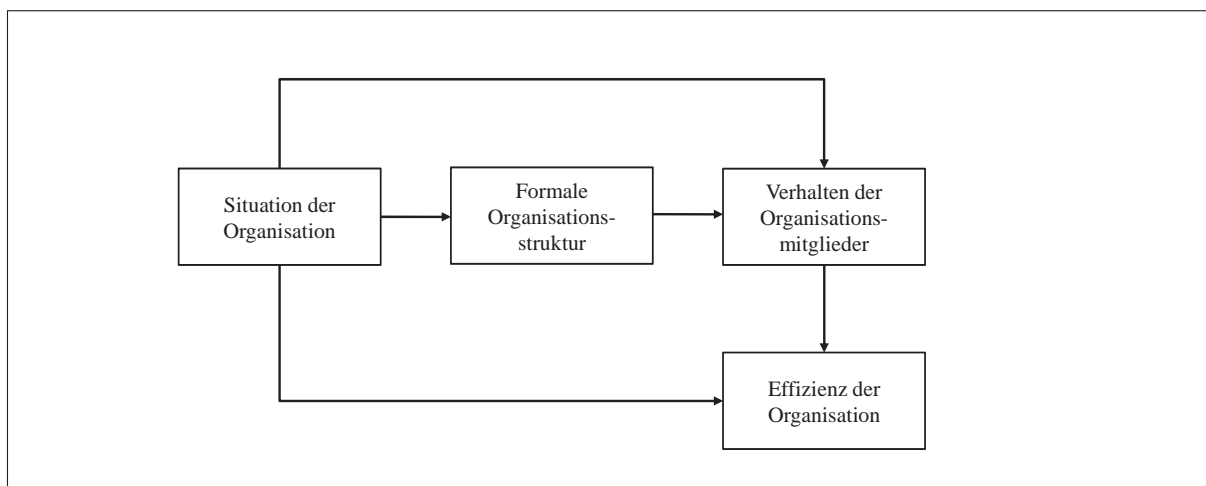 Situation der
Organisation
Formale
Organisations-
struktur
Verhalten der
Organisations-
mitglieder
Effizienz der
Organisation